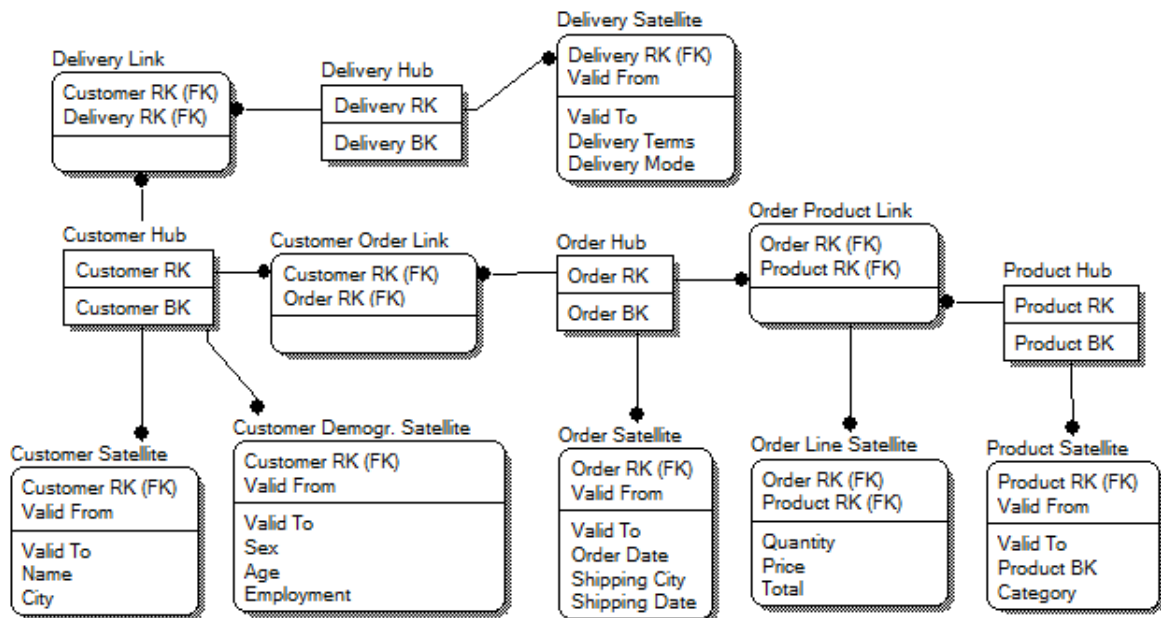 Delivery Satellite
Delivery RK (FK)
Valid From
Valid To
Delivery Terms
Delivery Mode
Delivery Link
Customer RK (FK)
Delivery RK (FK)
Delivery Hub
Delivery RK
Delivery BK
Customer Hub
Customer RK
Customer BK
Customer Order Link
Customer RK (FK)
Order RK (FK)
Order Hub
Order RK
Order BK
Order Product Link
Order RK (FK)
Product RK (FK)
Product Hub
Product RK
Product BK
Customer Satellite
Customer RK (FK)
Valid From
Valid To
Name
City
Customer Demogr. Satellite
Customer RK (FK)
Valid From
Valid To
Sex
Age
Employment
Order Satellite
Order RK (FK)
Valid From
Valid To
Order Date
Shipping City
Shipping Date
Order Line Satellite
Order RK (FK)
Product RK (FK)
Quantity
Price
Total
Product Satellite
Product RK (FK)
Valid From
Valid To
Product BK
Category